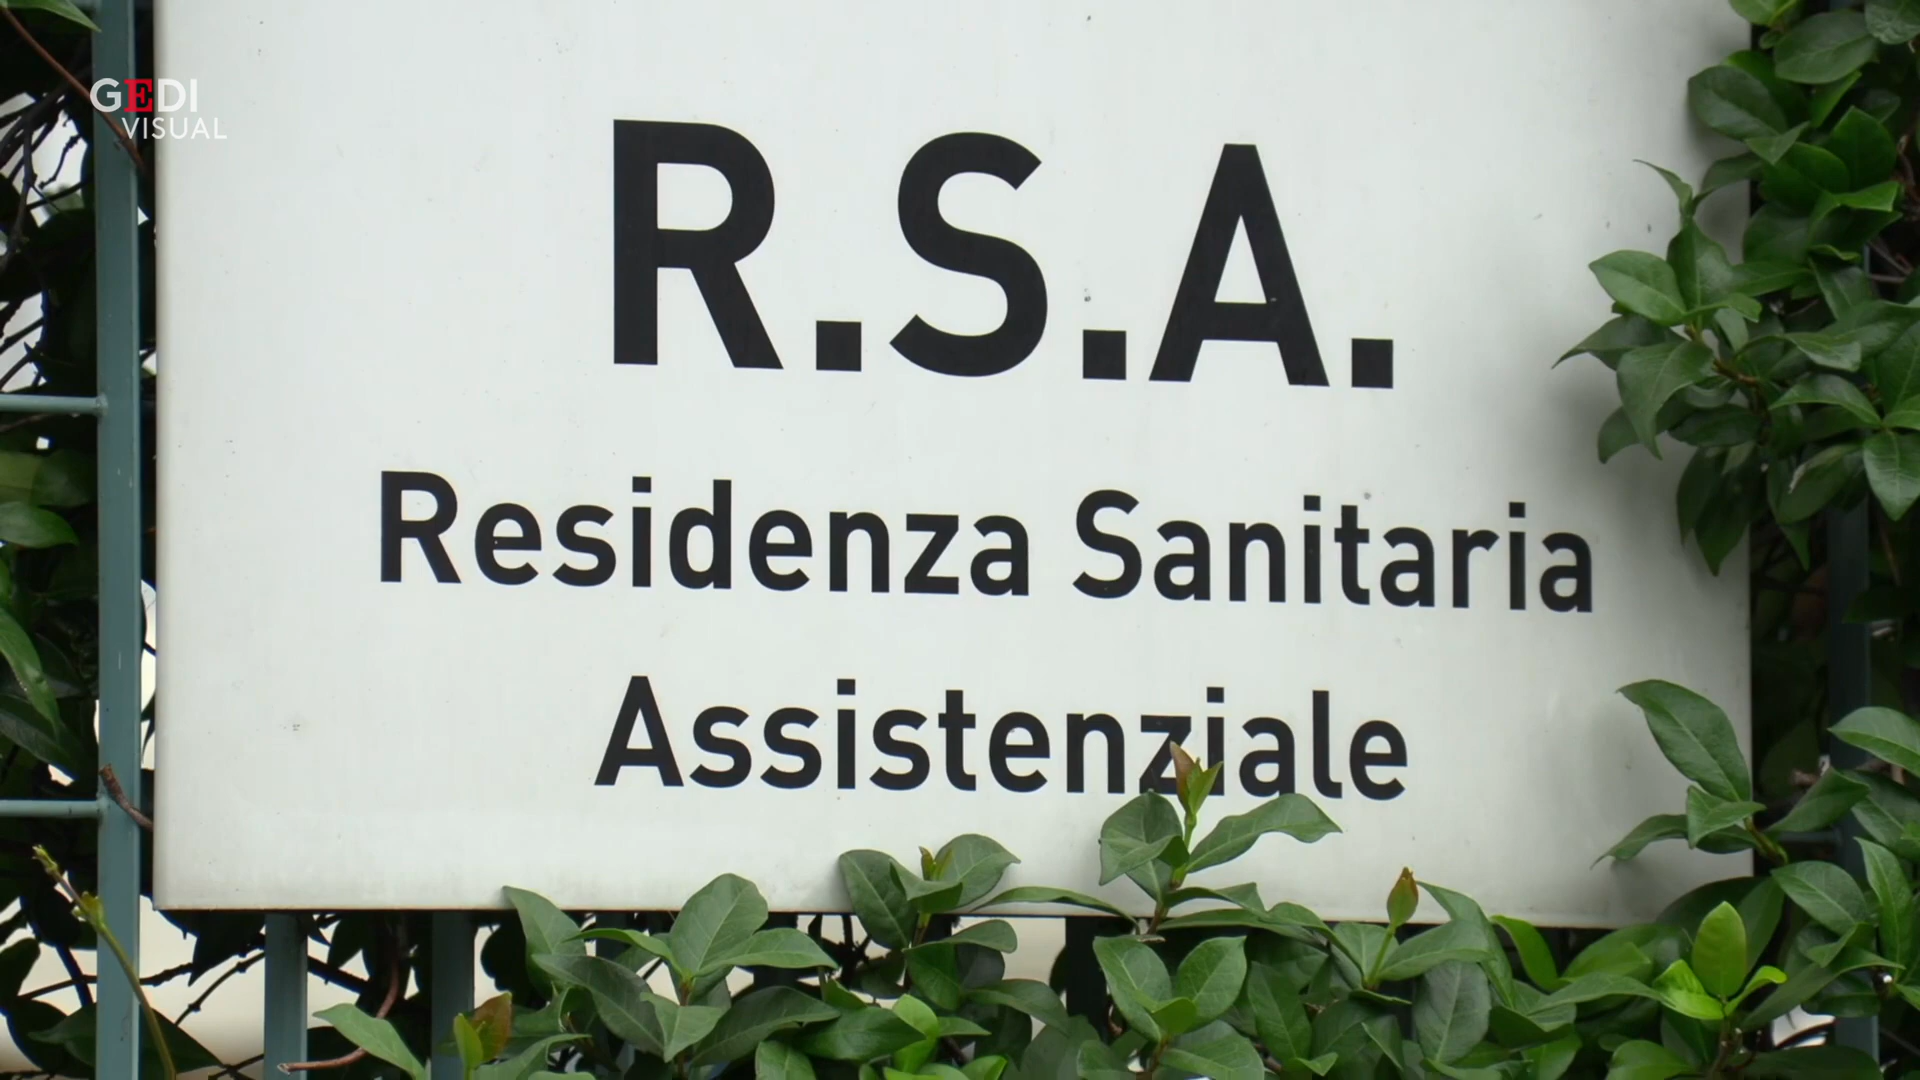 GEDI
VISUAL
R.S.A.
Residenza Sanitaria
Assistenziale